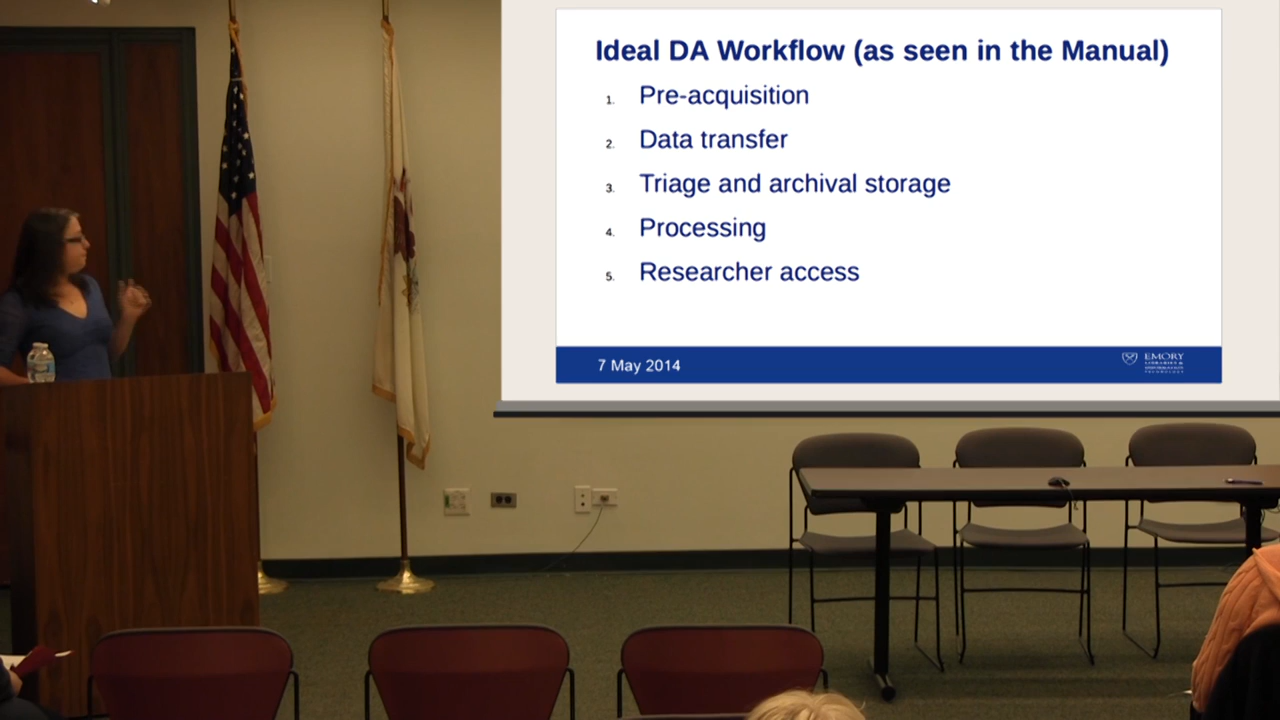 Ideal DA Workflow (as seen in the Manual)
1. Pre-acquisition
2. Data transfer
3. Triage and archival storage
4. Processing
5. Researcher access
7 May 2014
EMORY